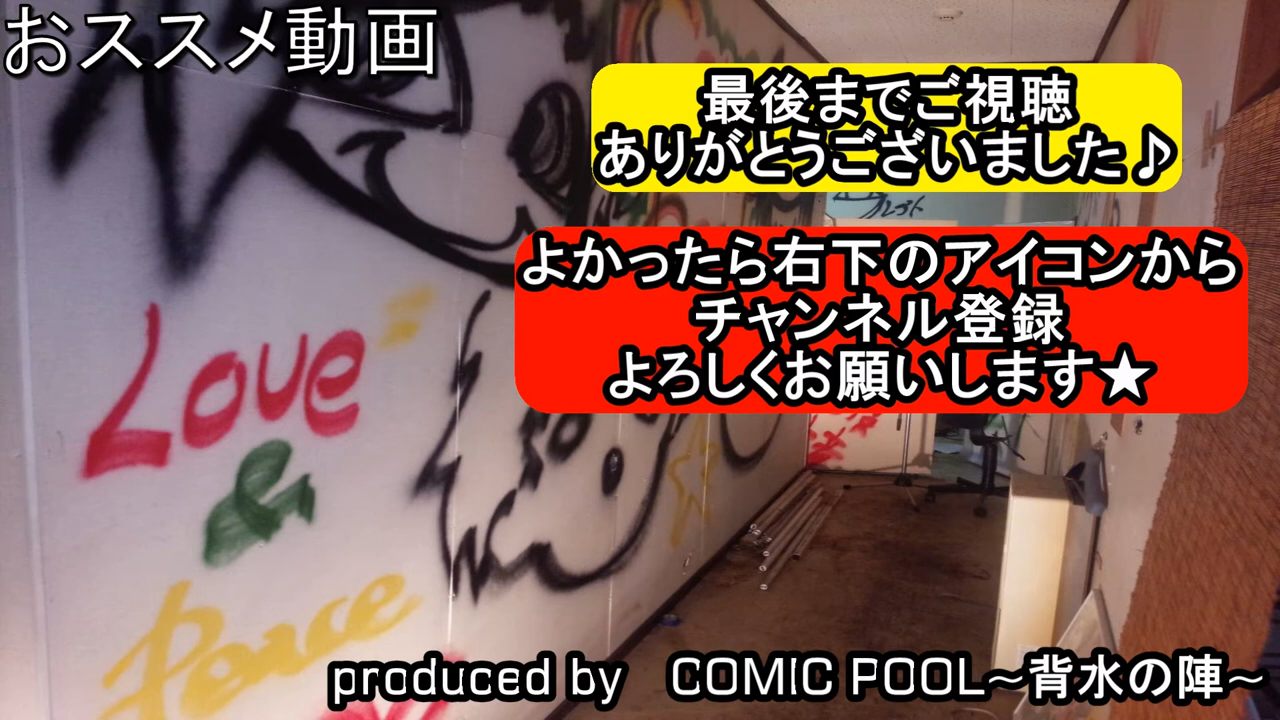 おススメ動画
最後までご視聴
ありがとうございました♪
よかったら右下のアイコンから
チャンネル登録
よろしくお願いします★
Love
&
Peace
produced by　COMIC POOL~背水の陣~